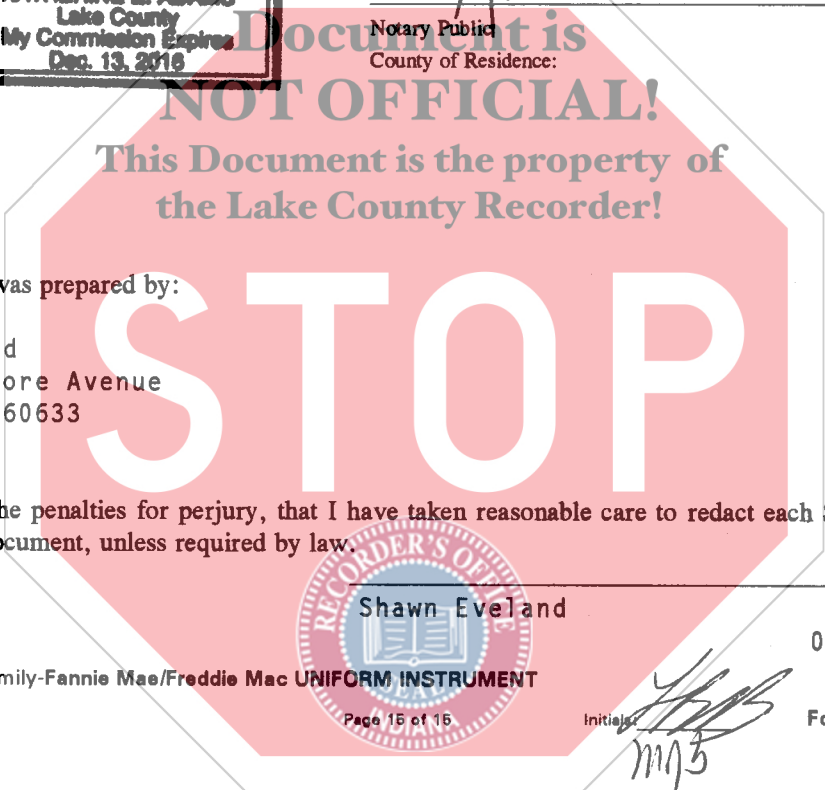 Lake County
My Commission Expires
Dec. 13, 2016
Notary Public
County of Residence:
Document is
NOT OFFICIAL!
This Document is the property of
the Lake County Recorder!
was prepared by:
STOP
d
ore Avenue
60633
he penalties for perjury, that I have taken reasonable care to redact each
ocument, unless required by law.
RECORDER'S OFFICE
Shawn Eveland
0
mily-Fannie Mae/Freddie Mac UNIFORM INSTRUMENT
SEAL
INDIANA
Page 15 of 15
Initials:
Fo